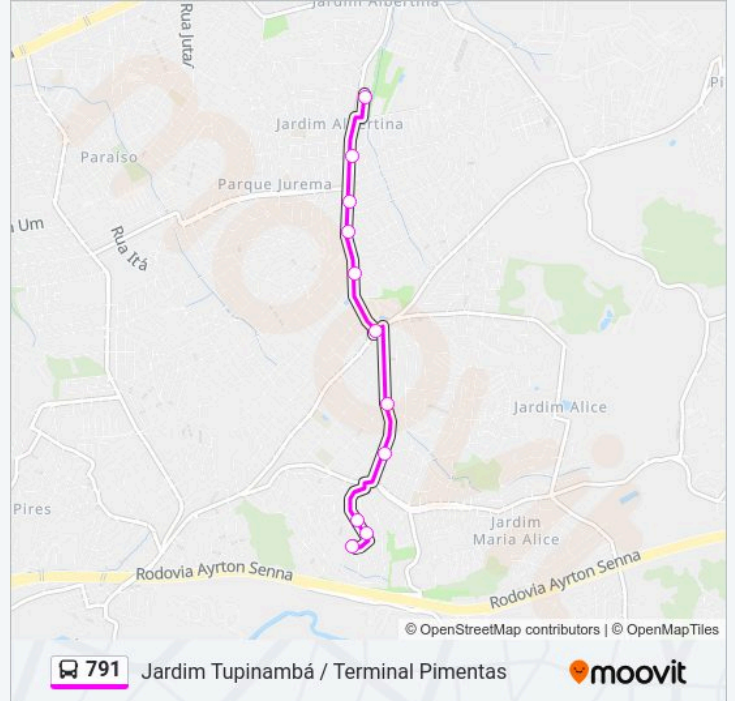 Jardim Albertina
Rua Juta/
Jardim Albertina
Paraíso
Parque Jurema
Um
Rua Itá
Jardim Alice
Pires
Jardim
Maria Alice
Rodovia Ayrton Senna
Rodovia Ayrton Senna
© OpenStreetMap contributors | © OpenMapTiles
791 Jardim Tupinambá / Terminal Pimentas moovit